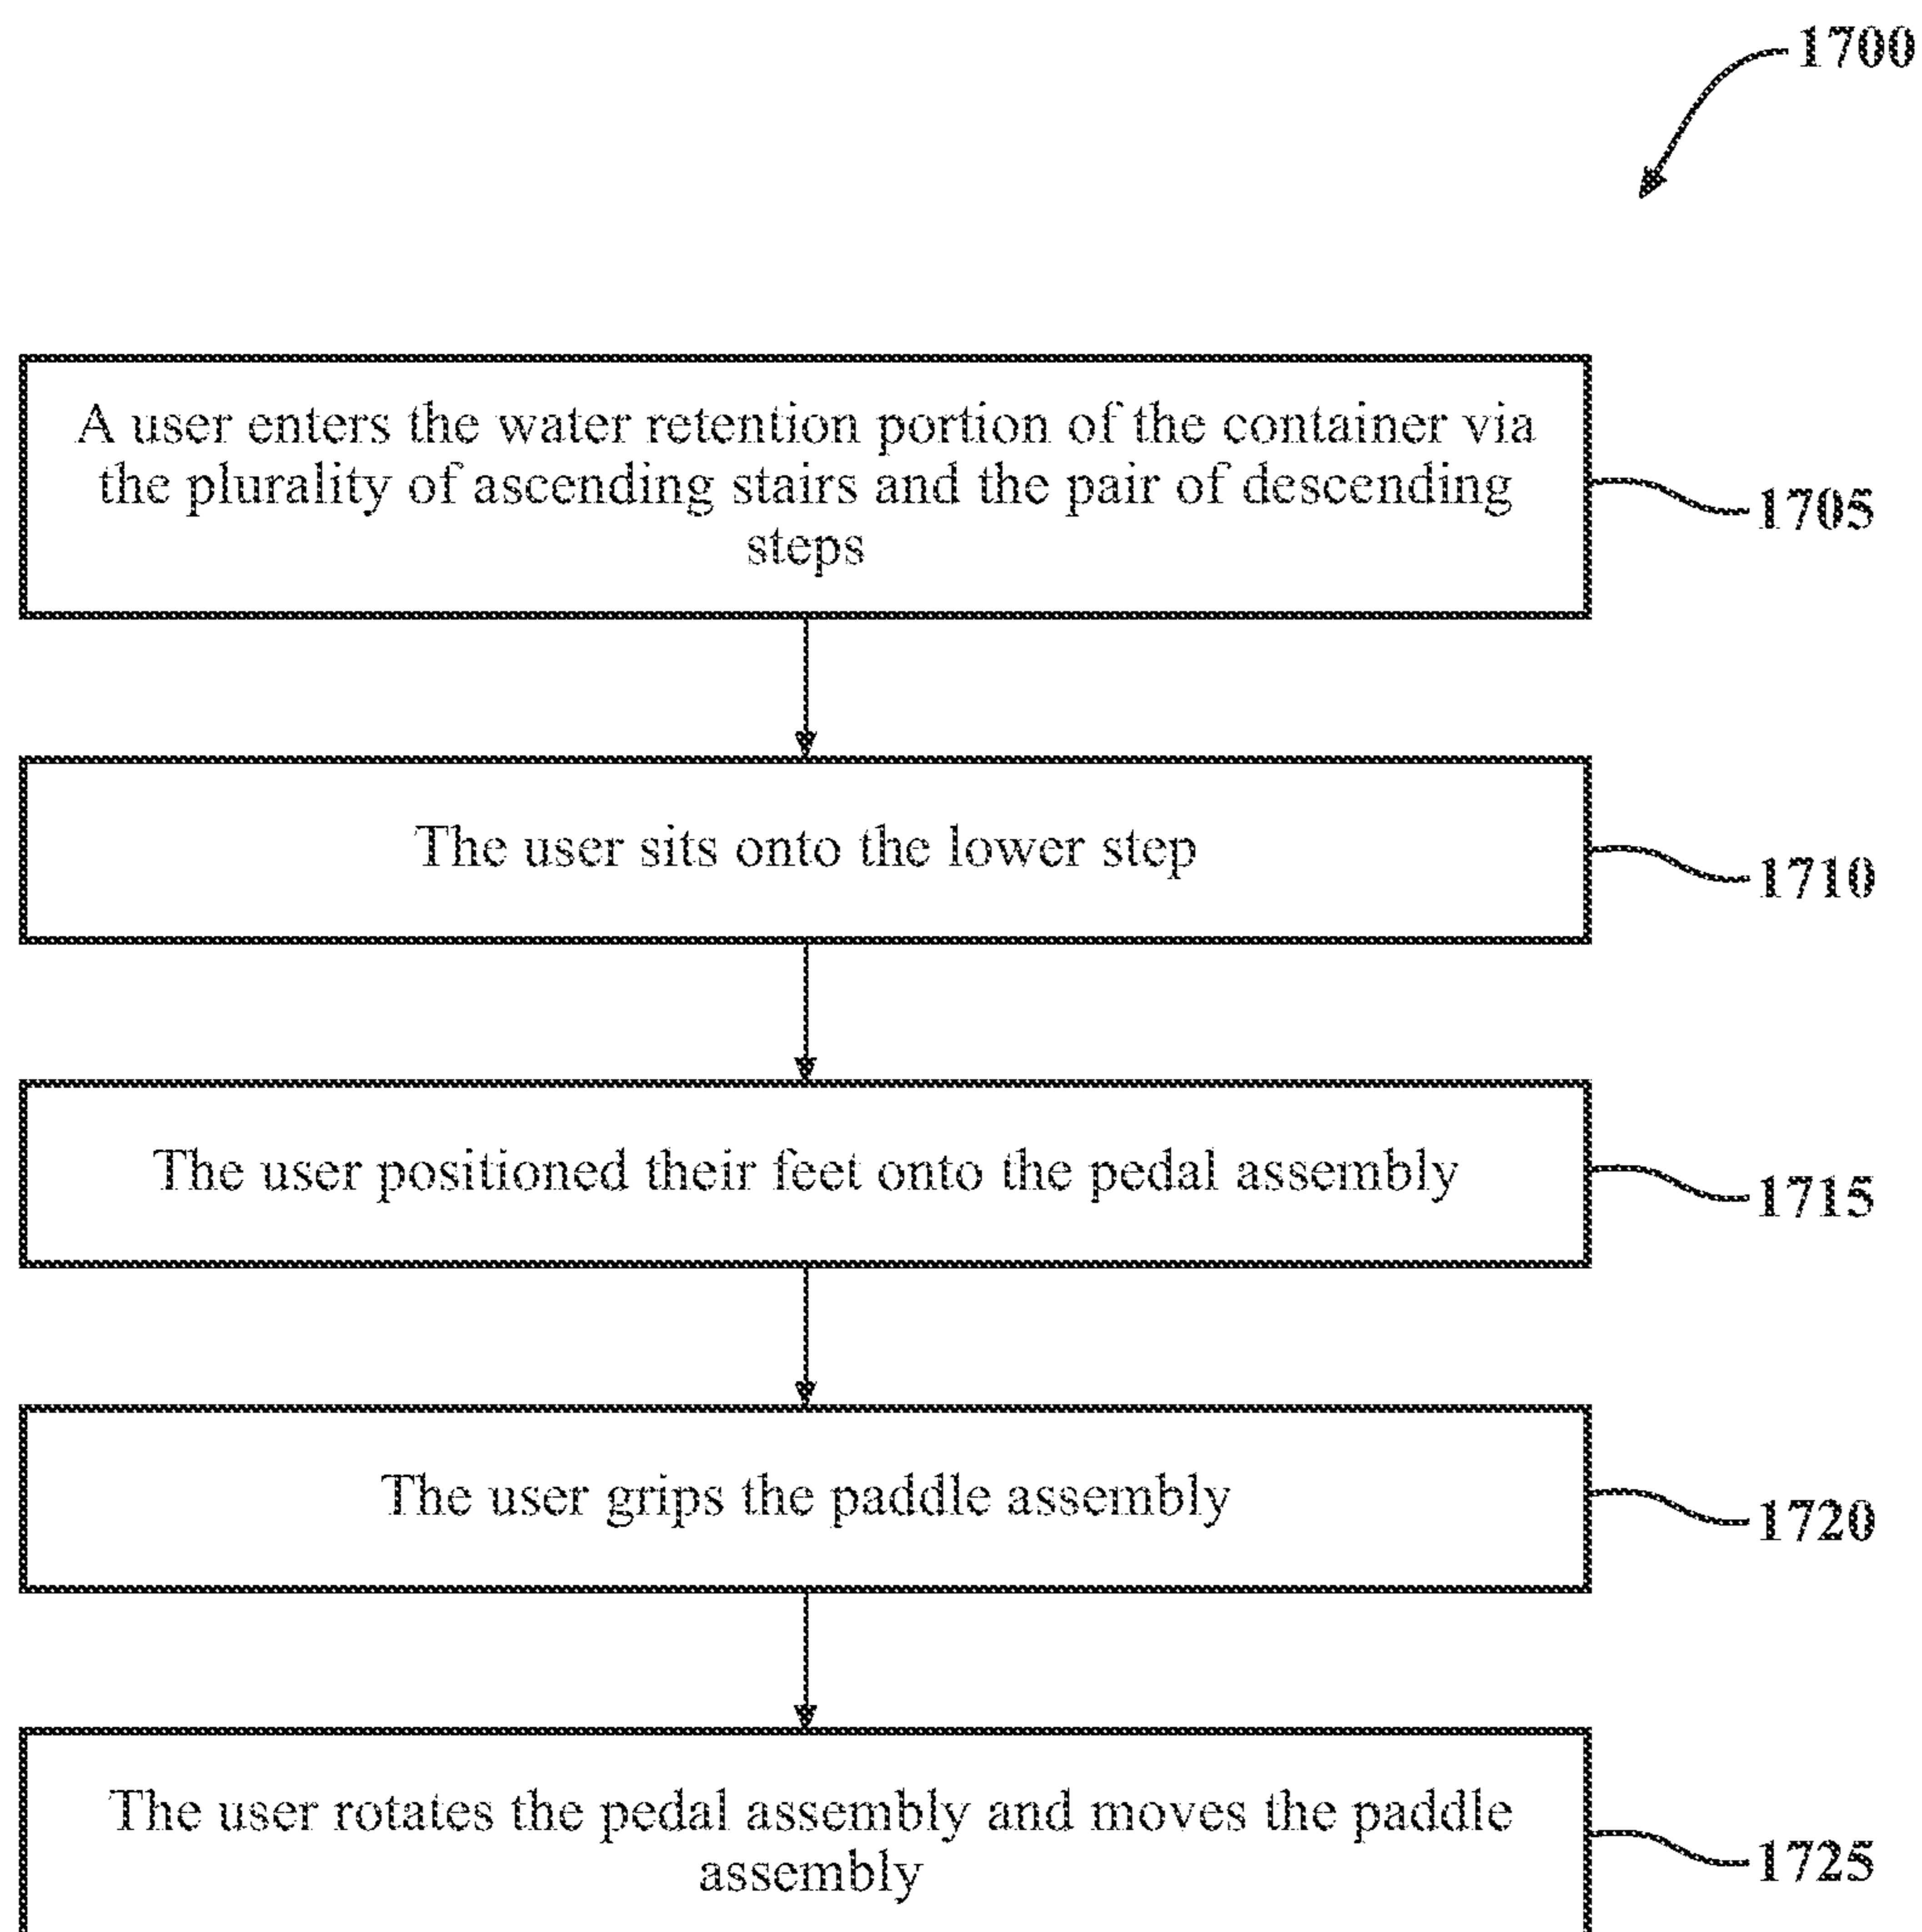 1700
A user enters the water retention portion of the container via
the plurality of ascending stairs and the pair of descending
steps
1705
The user sits onto the lower step
1710
The user positioned their feet onto the pedal assembly
1715
The user grips the paddle assembly
1720
The user rotates the pedal assembly and moves the paddle
assembly
1725